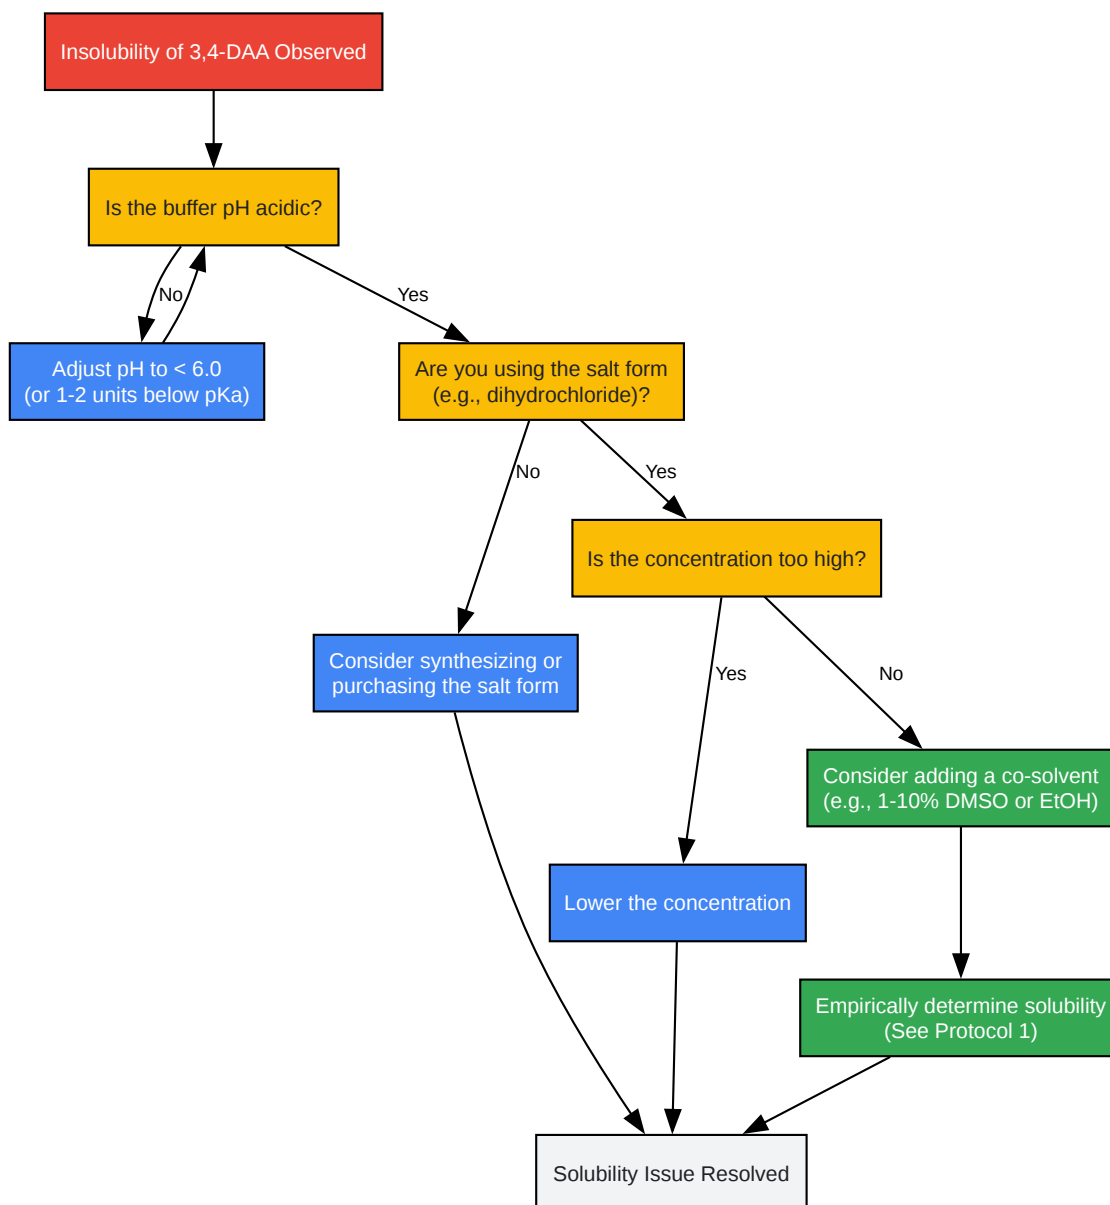 Insolubility of 3,4-DAA Observed
Is the buffer pH acidic?
No
Yes
Adjust pH to < 6.0
(or 1-2 units below pKa)
Are you using the salt form
(e.g., dihydrochloride)?
No
Yes
Is the concentration too high?
Consider synthesizing or
purchasing the salt form
Yes
No
Consider adding a co-solvent
(e.g., 1-10% DMSO or EtOH)
Lower the concentration
Empirically determine solubility
(See Protocol 1)
Solubility Issue Resolved